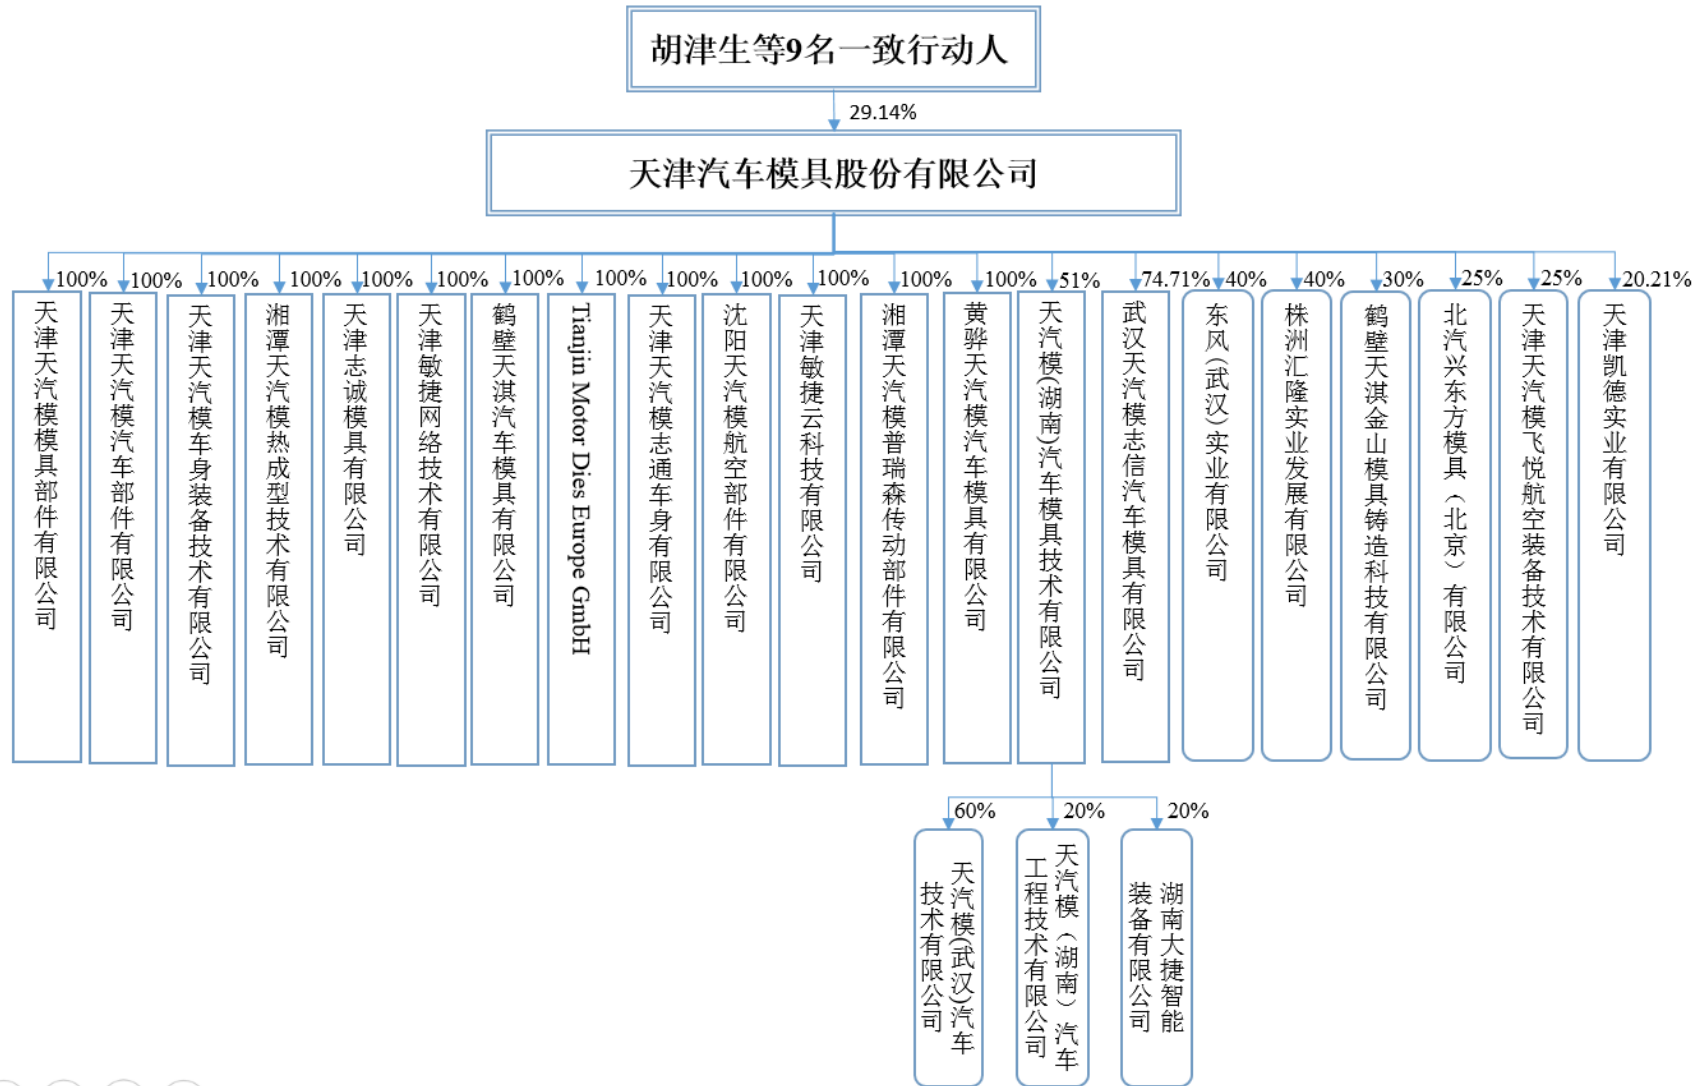 胡津生等9名一致行动人
29.14%
天津汽车模具股份有限公司
100%
天津天汽模模具部件有限公司
100%
天津天汽模汽车部件有限公司
100%
天津天汽模车身装备技术有限公司
100%
湘潭天汽模热成型技术有限公司
100%
天津志诚模具有限公司
100%
天津敏捷网络技术有限公司
100%
鹤壁天淇汽车模具有限公司
100%
Tianjin Motor Dies Europe GmbH
100%
天津天汽模志通车身有限公司
100%
沈阳天汽模航空部件有限公司
100%
天津敏捷云科技有限公司
100%
湘潭天汽模普瑞森传动部件有限公司
100%
黄骅天汽模汽车模具有限公司
51%
天汽模(湖南)汽车模具技术有限公司
74.71%
武汉天汽模志信汽车模具有限公司
40%
东风(武汉)实业有限公司
40%
株洲汇隆实业发展有限公司
30%
鹤壁天淇金山模具铸造科技有限公司
25%
北汽兴东方模具（北京）有限公司
25%
天津天汽模飞悦航空装备技术有限公司
20.21%
天津凯德实业有限公司
60%
天汽模(武汉)汽车
技术有限公司
20%
天汽模（湖南）汽车
工程技术有限公司
20%
湖南大捷智能
装备有限公司